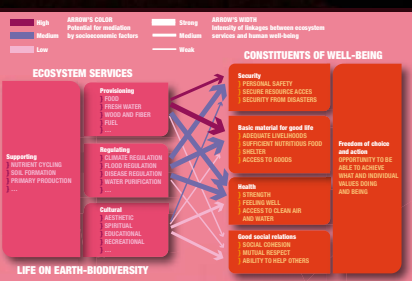 ARROW'S COLOR
Potential for mediation
by socioeconomic factors
High
Medium
Low
ARROW'S WIDTH
Intensity of linkages between ecosystem
services and human well-being
Strong
Medium
Weak
ECOSYSTEM SERVICES
Supporting
} NUTRIENT CYCLING
} SOIL FORMATION
} PRIMARY PRODUCTION
} ...
Provisioning
} FOOD
} FRESH WATER
} WOOD AND FIBER
} FUEL
} ...
Regulating
} CLIMATE REGULATION
} FLOOD REGULATION
} DISEASE REGULATION
} WATER PURIFICATION
} ...
Cultural
} AESTHETIC
} SPIRITUAL
} EDUCATIONAL
} RECREATIONAL
} ...
LIFE ON EARTH-BIODIVERSITY
CONSTITUENTS OF WELL-BEING
Security
} PERSONAL SAFETY
} SECURE RESOURCE ACCES
} SECURITY FROM DISASTERS
Basic material for good life
} ADEQUATE LIVELIHOODS
} SUFFICIENT NUTRITIOUS FOOD
} SHELTER
} ACCESS TO GOODS
Health
} STRENGTH
} FEELING WELL
} ACCESS TO CLEAN AIR
AND WATER
Good social relations
} SOCIAL COHESION
} MUTUAL RESPECT
} ABILITY TO HELP OTHERS
Freedom of choice
and action
OPPORTUNITY TO BE
ABLE TO ACHIEVE
WHAT AND INDIVIDUAL
VALUES DOING
AND BEING